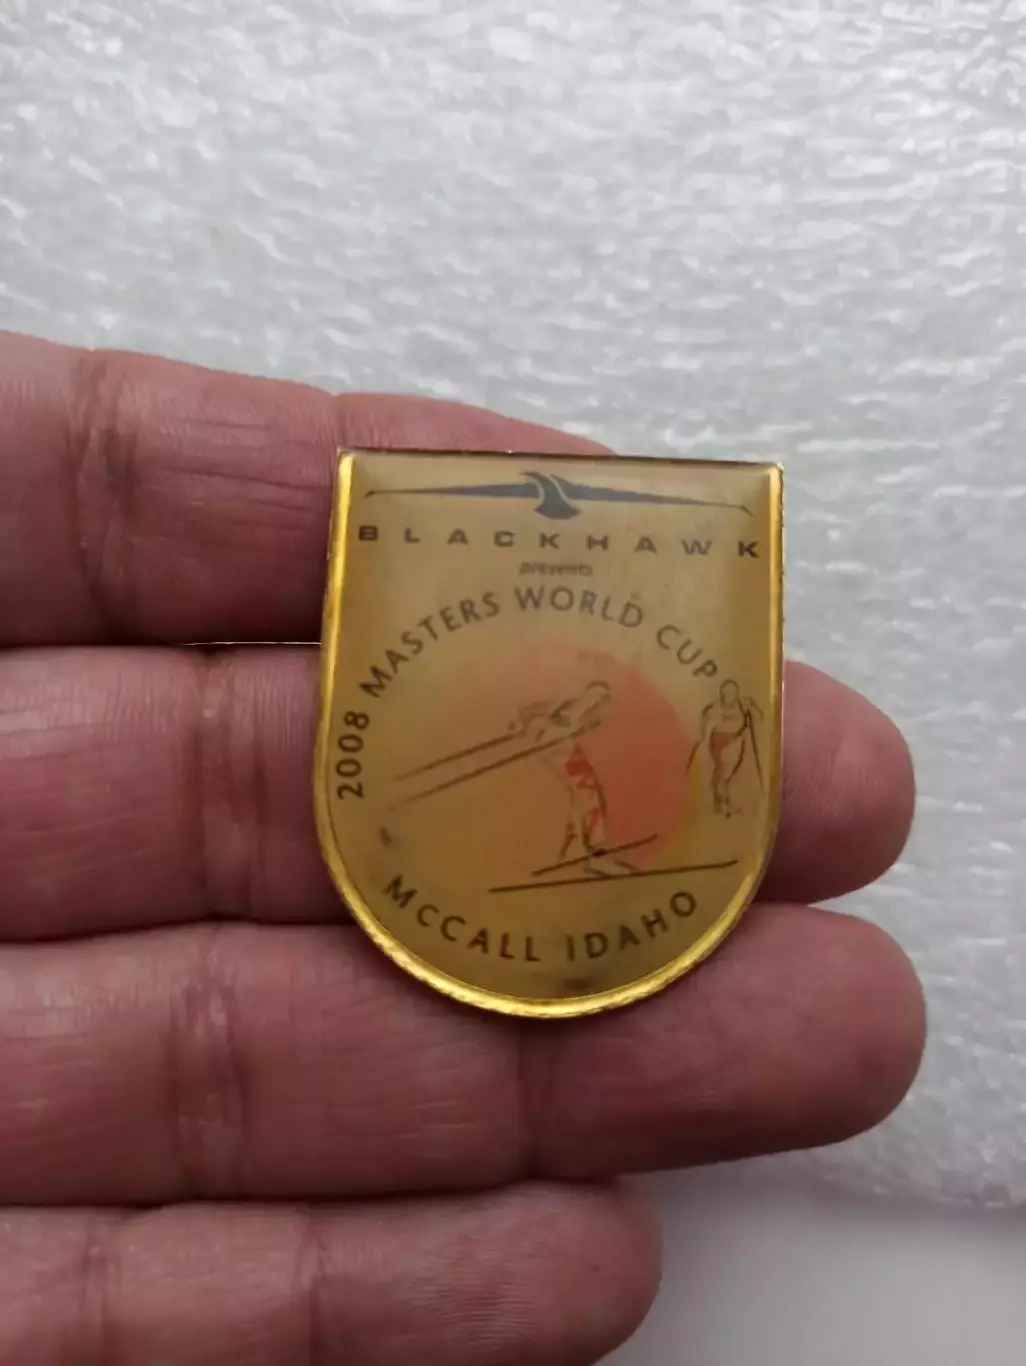 BLACKHAWK
presents
2008 MASTERS WORLD CUP
MCCALL IDAHO